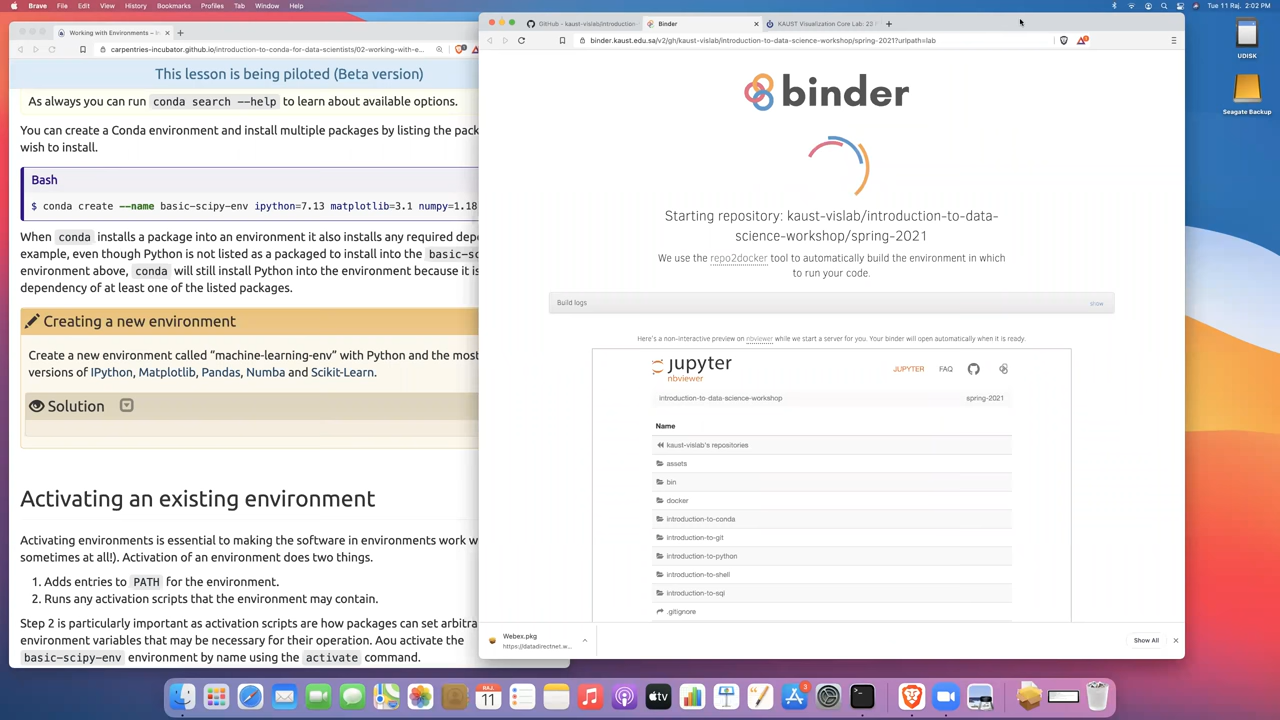 Brave File Edit View History Bookmarks Profiles Tab Window Help
Tue 11 Raj. 2:02 PM
Working with Environments –
carpentries-incubator.github.io/introduction-to-conda-for-data-scientists/02-working-with-e...
This lesson is being piloted (Beta version)
As always you can run conda search --help to learn about available options.
You can create a Conda environment and install multiple packages by listing the pac
wish to install.
Bash
$ conda create --name basic-scipy-env ipython=7.13 matplotlib=3.1 numpy=1.18
When conda installs a package into an environment it also installs any required dep
example, even though Python is not listed as a packaged to install into the basic-sc
environment above, conda will still install Python into the environment because it is
dependency of at least one of the listed packages.
Creating a new environment
Create a new environment called “machine-learning-env” with Python and the mos
versions of IPython, Matplotlib, Pandas, Numba and Scikit-Learn.
Solution
Activating an existing environment
Activating environments is essential to making the software in environments work w
sometimes at all!). Activation of an environment does two things.
1. Adds entries to PATH for the environment.
2. Runs any activation scripts that the environment may contain.
Step 2 is particularly important as activation scripts are how packages can set arbitra
environment variables that may be necessary for their operation. Aou activate the
basic-scipy-env environment by name using the activate command.
GitHub - kaust-vislab/introduction-
Binder
KAUST Visualization Core Lab: 23
binder.kaust.edu.sa/v2/gh/kaust-vislab/introduction-to-data-science-workshop/spring-2021?urlpath=lab
binder
Starting repository: kaust-vislab/introduction-to-data-
science-workshop/spring-2021
We use the repo2docker tool to automatically build the environment in which
to run your code.
Build logs
show
Here's a non-interactive preview on nbviewer while we start a server for you. Your binder will open automatically when it is ready.
jupyter
nbviewer
JUPYTER FAQ
introduction-to-data-science-workshop
spring-2021
Name
kaust-vislab's repositories
assets
bin
docker
introduction-to-conda
introduction-to-git
introduction-to-python
introduction-to-shell
introduction-to-sql
.gitignore
Webex.pkg
https://datadirectnet.w...
Show All
UDISK
Seagate Backup
RAJ.
11
tv
3